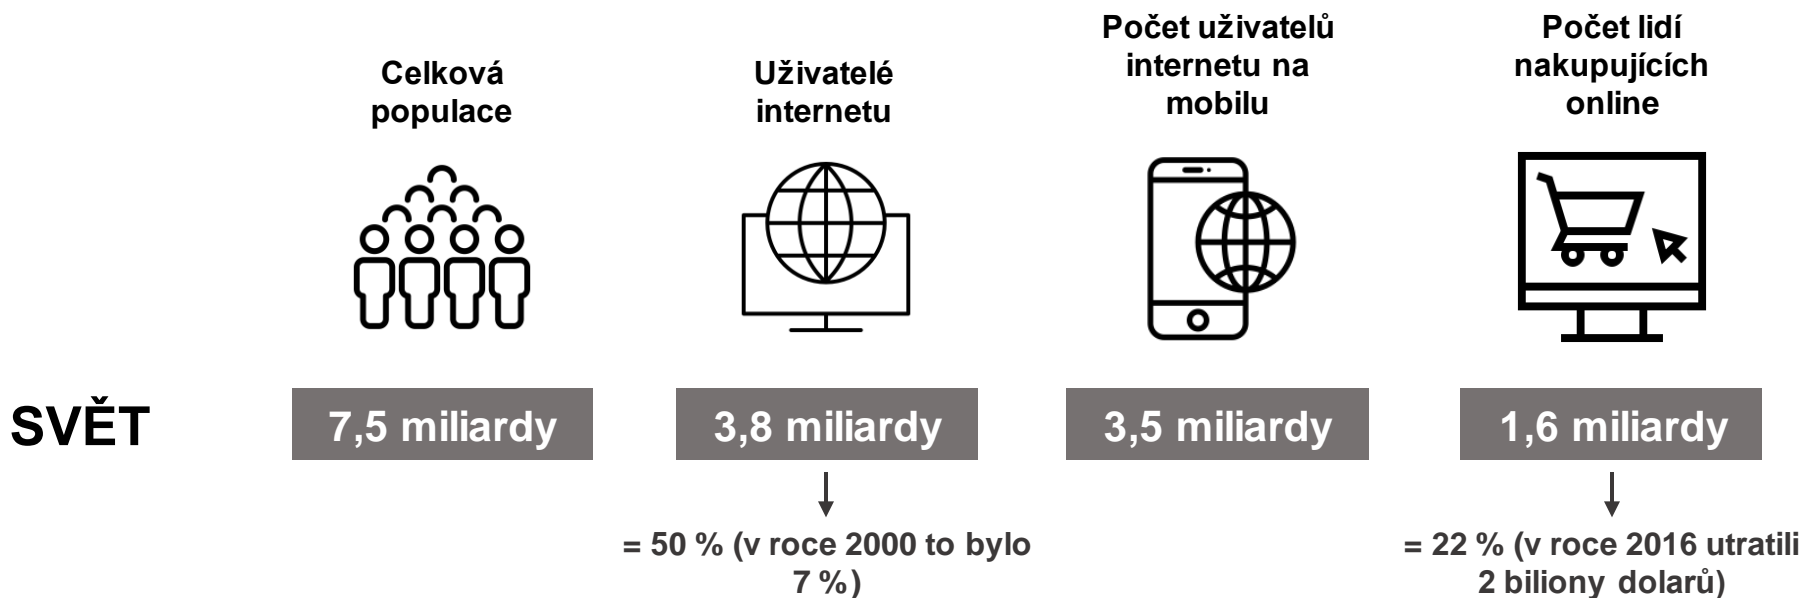 Celková
populace
Uživatelé
internetu
Počet uživatelů
internetu na
mobilu
Počet lidí
nakupujících
online
SVĚT
7,5 miliardy
3,8 miliardy
3,5 miliardy
1,6 miliardy
= 50 % (v roce 2000 to bylo
7 %)
= 22 % (v roce 2016 utratili
2 biliony dolarů)